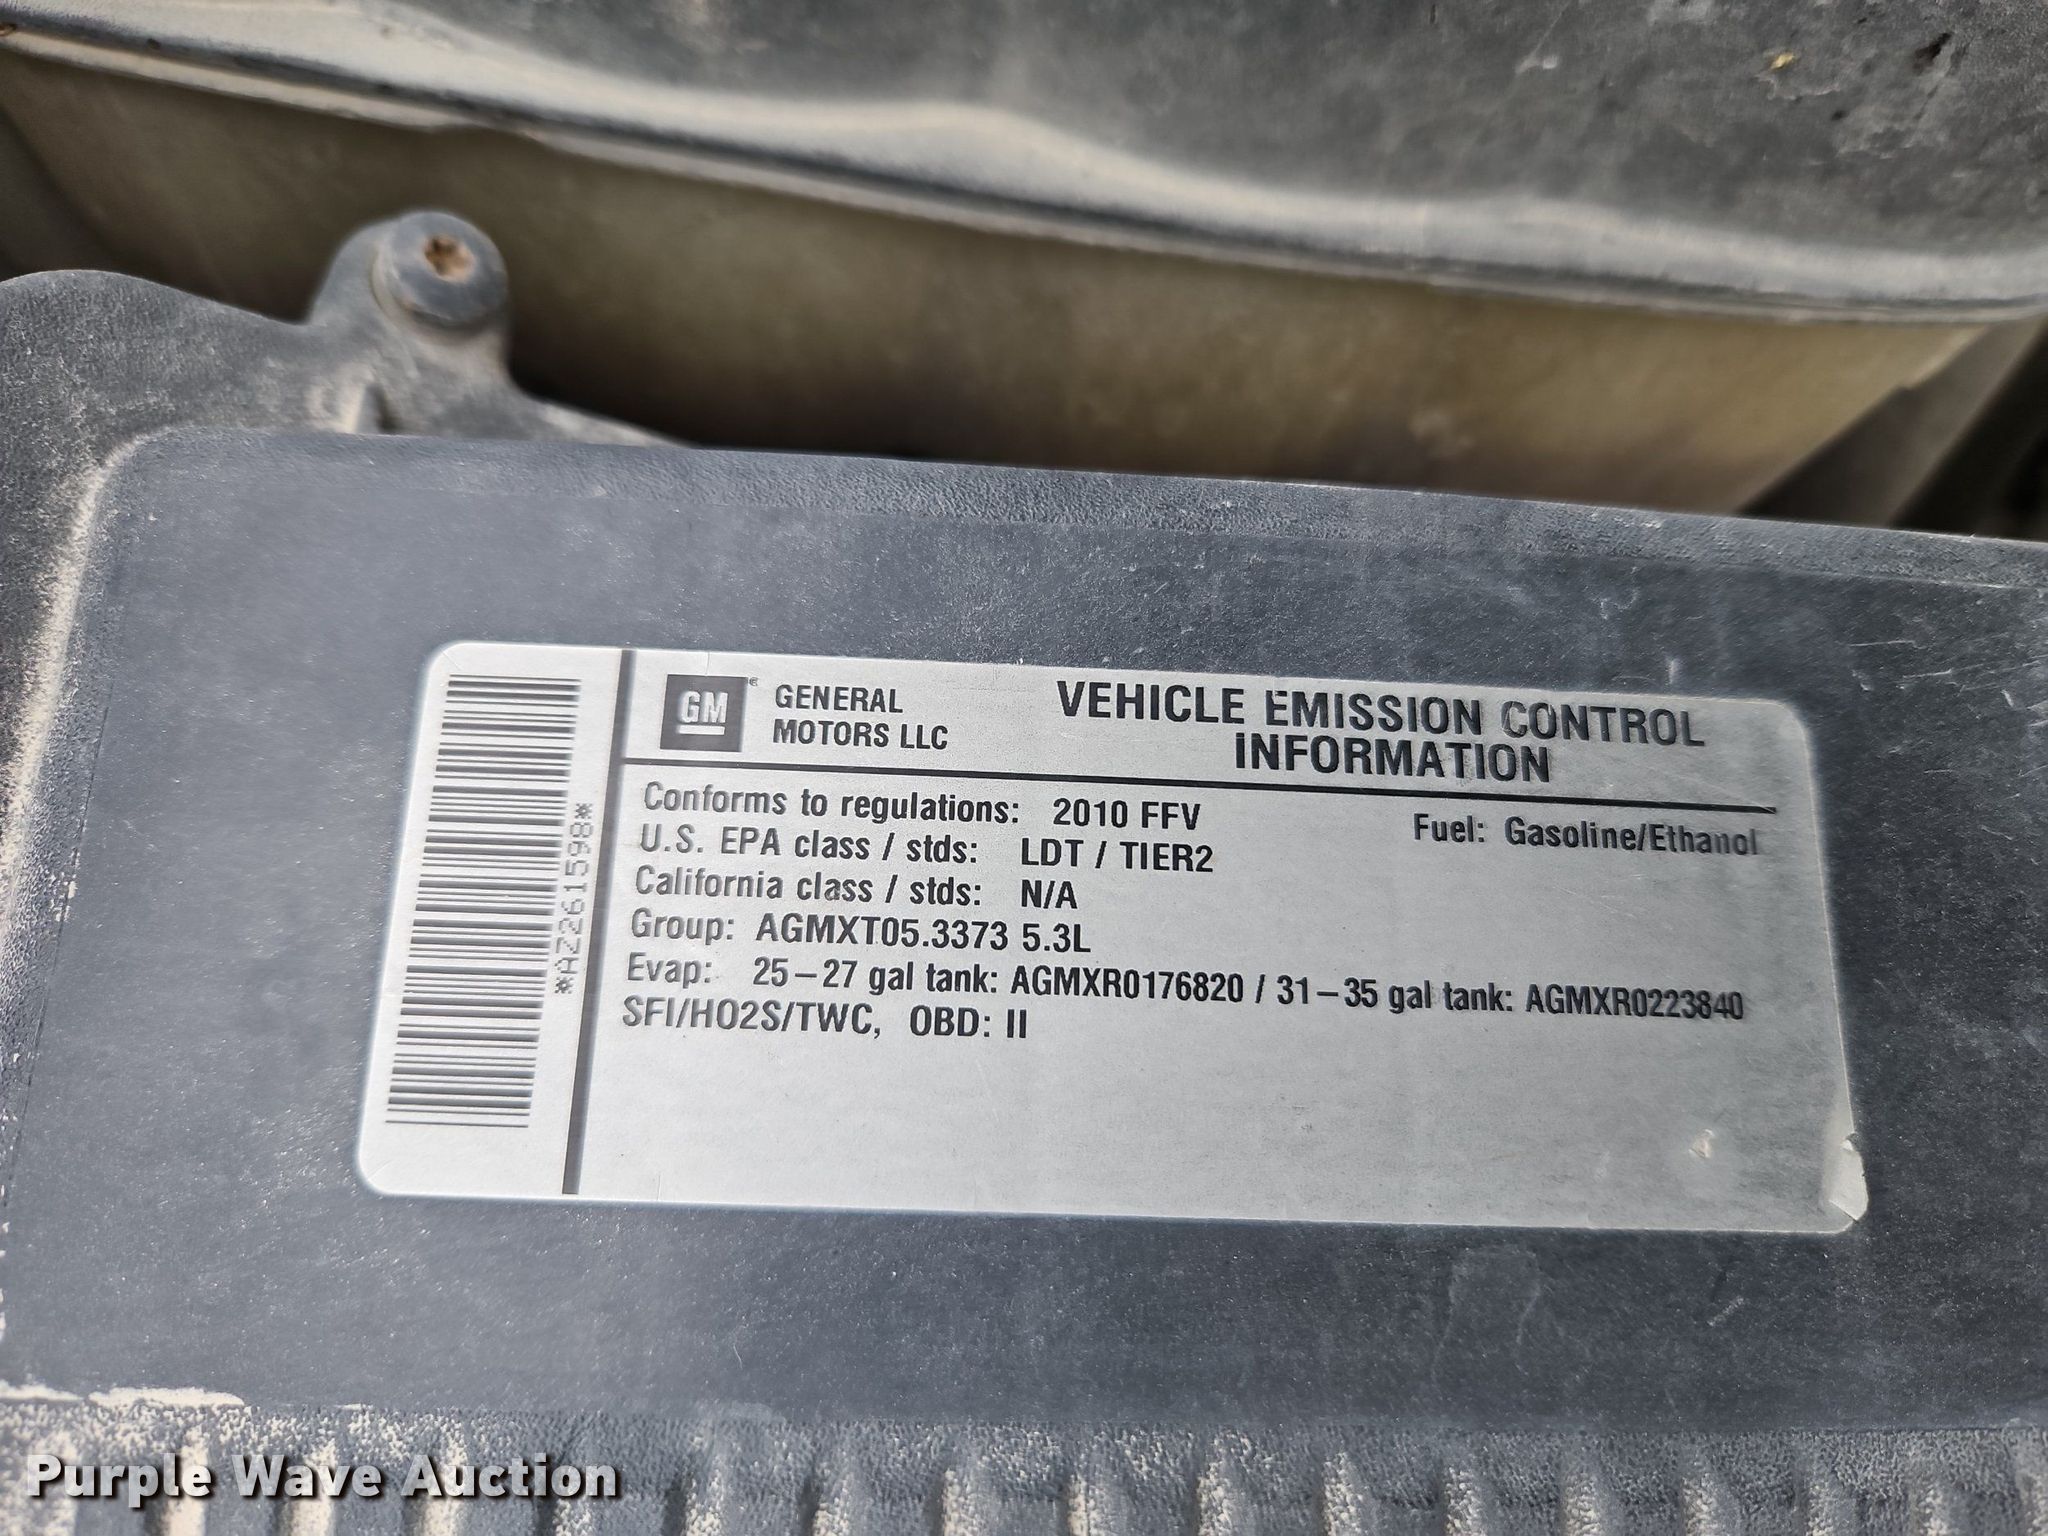 GM
GENERAL
MOTORS LLC
VEHICLE EMISSION CONTROL
INFORMATION
Conforms to regulations: 2010 FFV
Fuel: Gasoline/Ethanol
U.S. EPA class / stds: LDT / TIER2
California class / stds: N/A
Group: AGMXT05.3373 5.3L
Evap: 25–27 gal tank: AGMXR0176820 / 31–35 gal tank: AGMXR0223840
SFI/HO2S/TWC, OBD: II
*AZ261598*
Purple Wave Auction